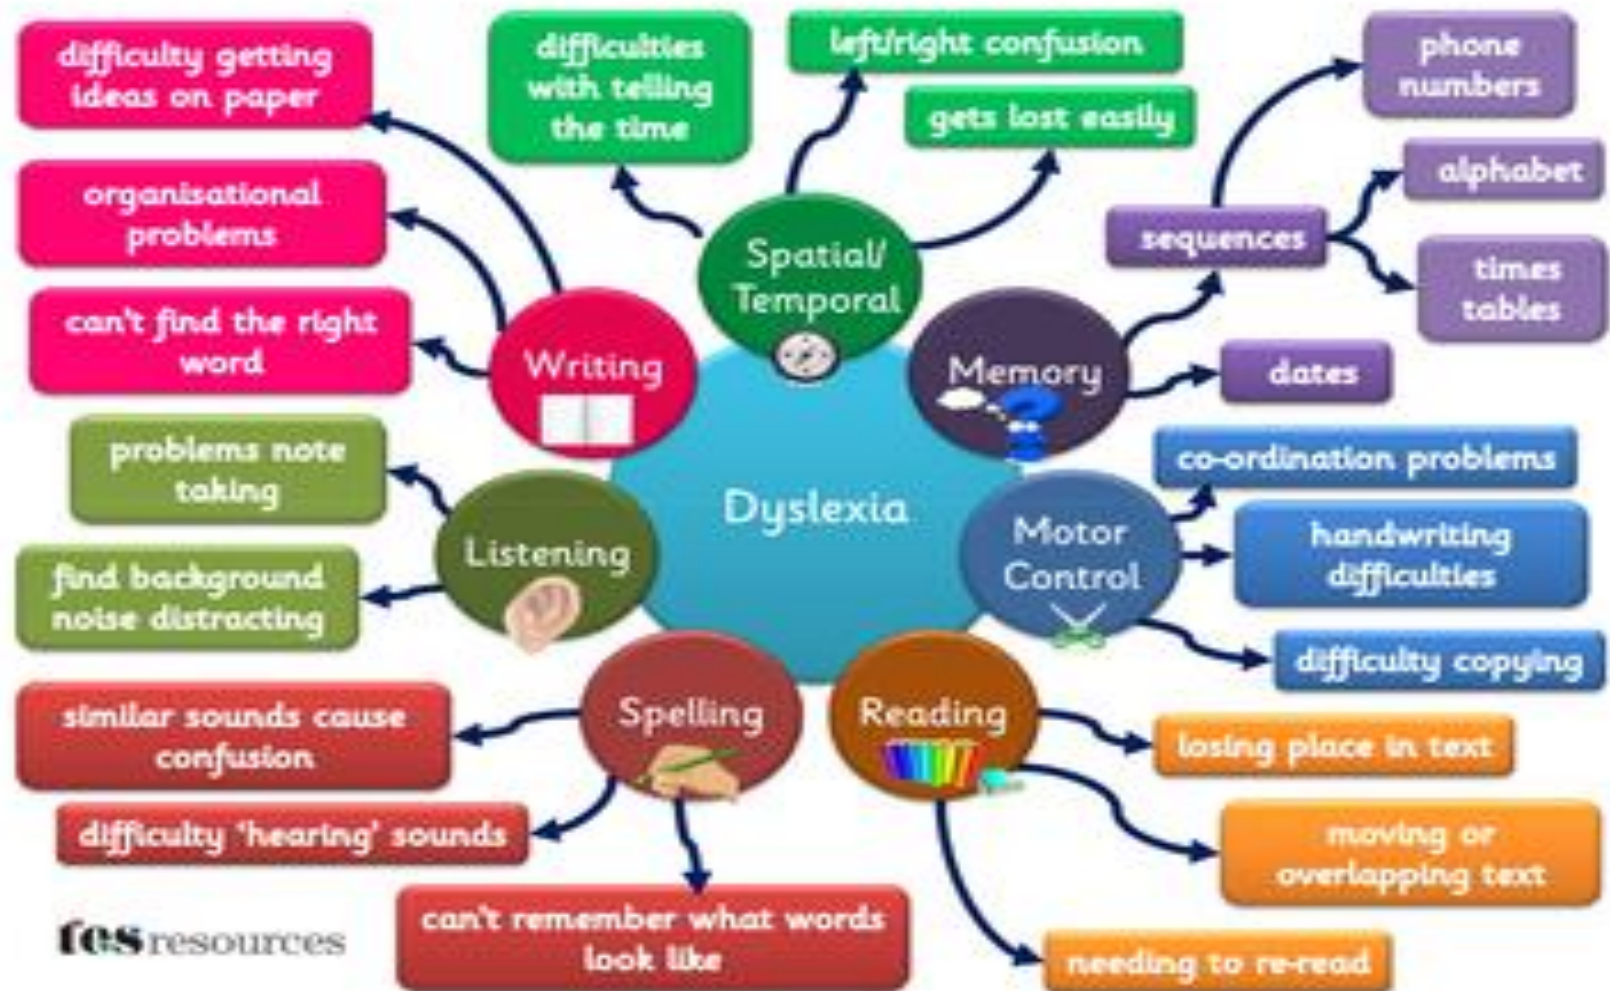 difficulty getting
ideas on paper
organisational
problems
can't find the right
word
Writing
difficulties
with telling
the time
left/right confusion
gets lost easily
Spatial/
Temporal
phone
numbers
alphabet
times
tables
sequences
dates
Memory
Dyslexia
problems note
taking
find background
noise distracting
Listening
co-ordination problems
handwriting
difficulties
difficulty copying
Motor
Control
similar sounds cause
confusion
difficulty 'hearing' sounds
can't remember what words
look like
Spelling
Reading
losing place in text
moving or
overlapping text
needing to re-read
tes resources